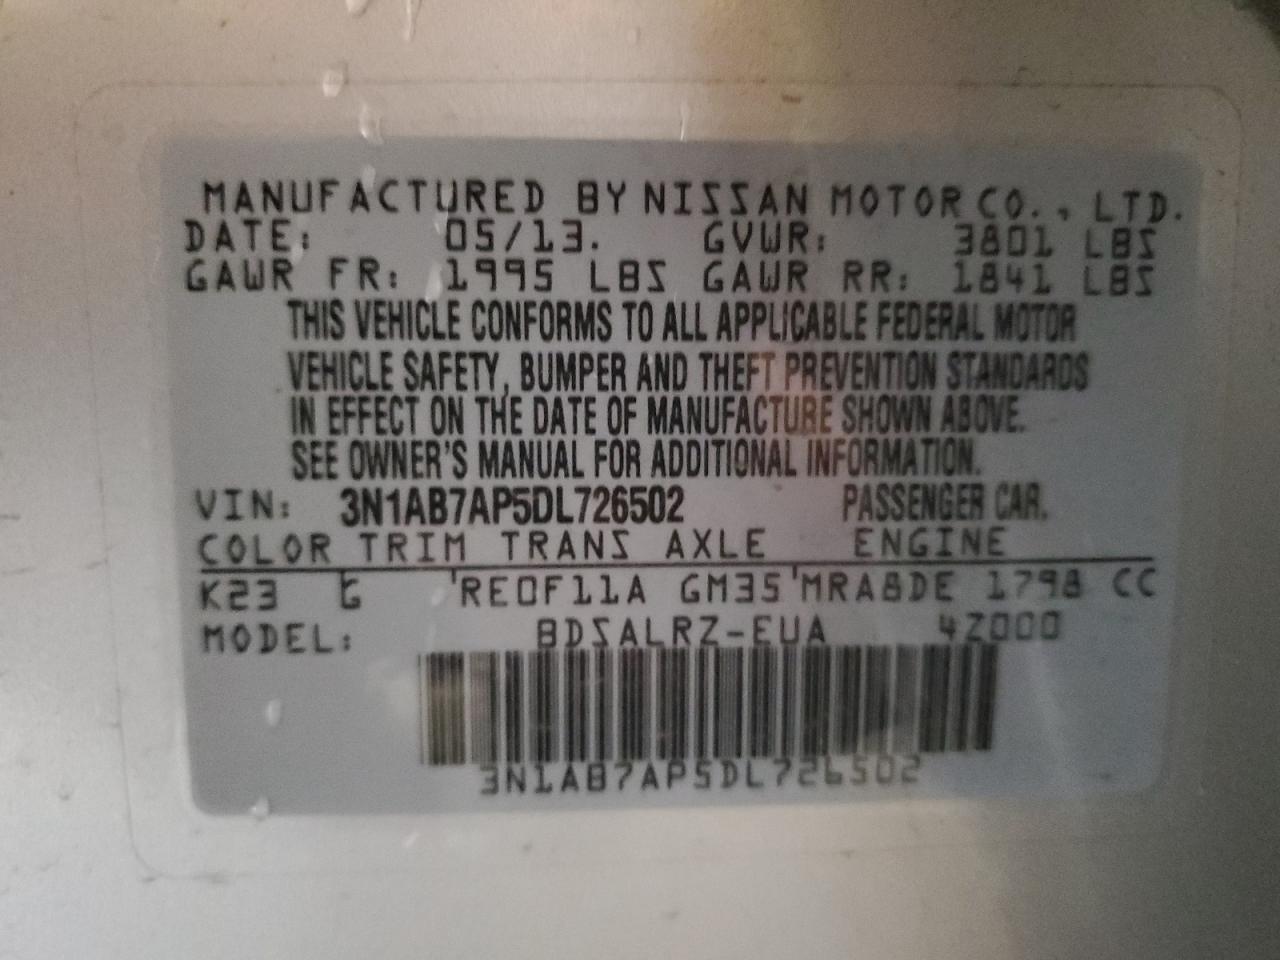 MANUFACTURED BY NISSAN MOTOR CO., LTD.
DATE: 05/13. GVWR: 3801 LBS
GAWR FR: 1995 LBS GAWR RR: 1841 LBS
THIS VEHICLE CONFORMS TO ALL APPLICABLE FEDERAL MOTOR
VEHICLE SAFETY, BUMPER AND THEFT PREVENTION STANDARDS
IN EFFECT ON THE DATE OF MANUFACTURE SHOWN ABOVE.
SEE OWNER'S MANUAL FOR ADDITIONAL INFORMATION.
VIN: 3N1AB7AP5DL726502 PASSENGER CAR.
COLOR TRIM TRANS AXLE ENGINE
K23 G 'RE0F11A GM35'MRA8DE 1798 CC
MODEL: BDSALRZ-EUA 4Z000
3N1AB7AP5DL726502